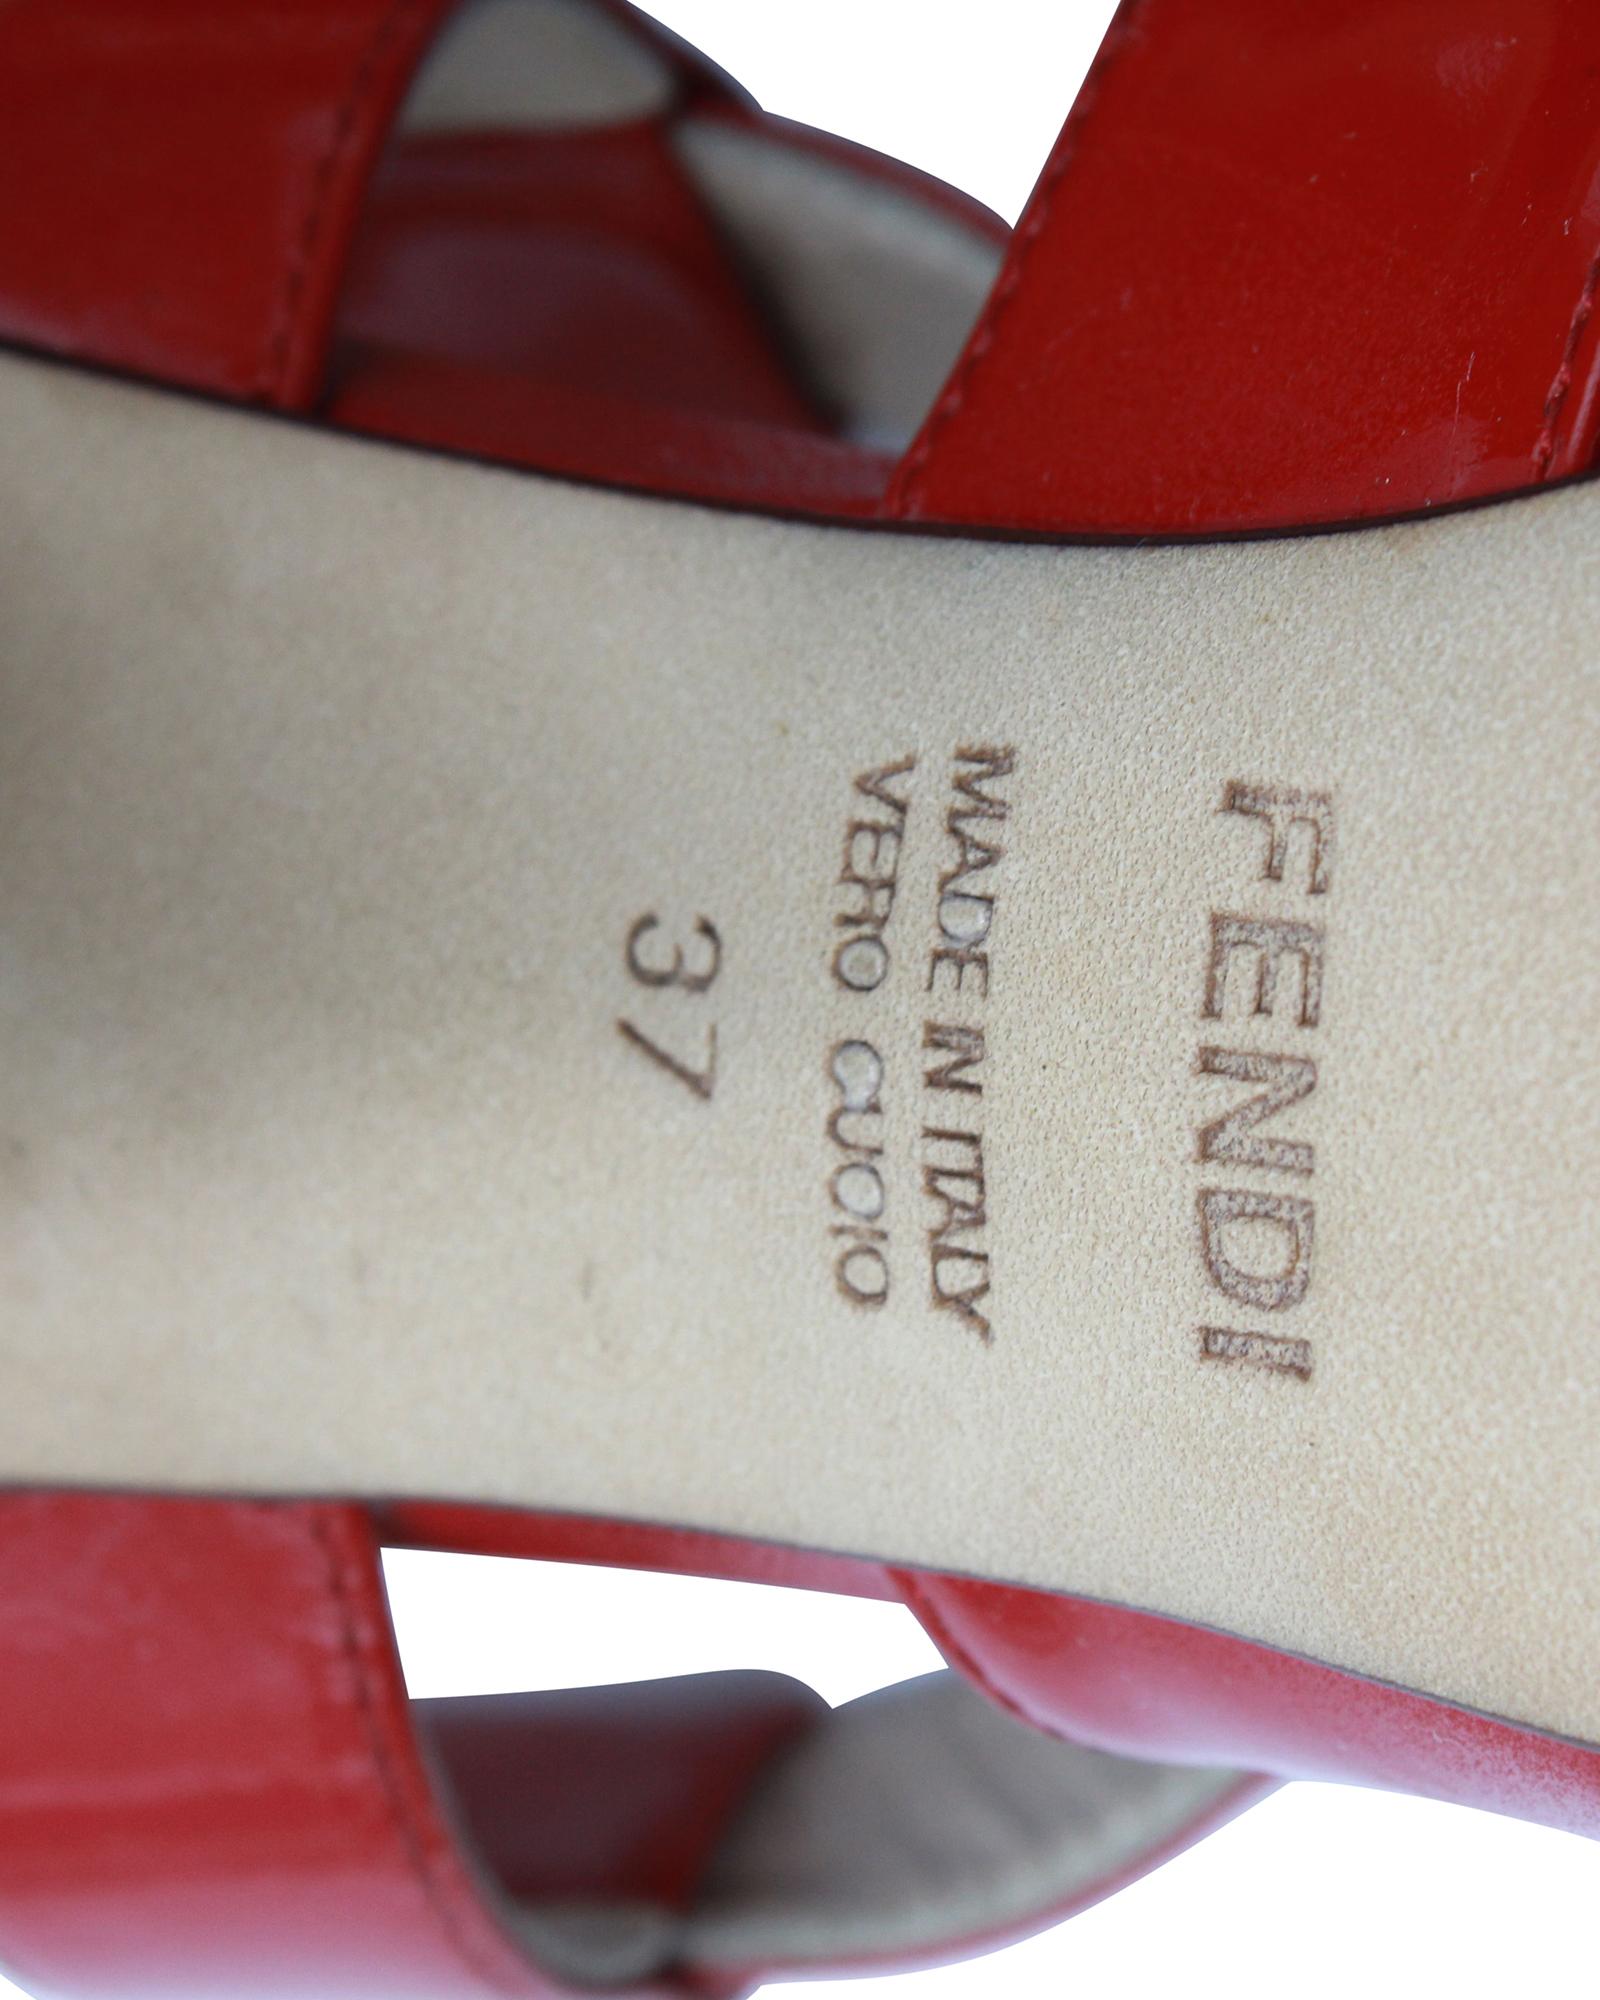 FENDI
MADE IN ITALY
VERO CUOIO
37